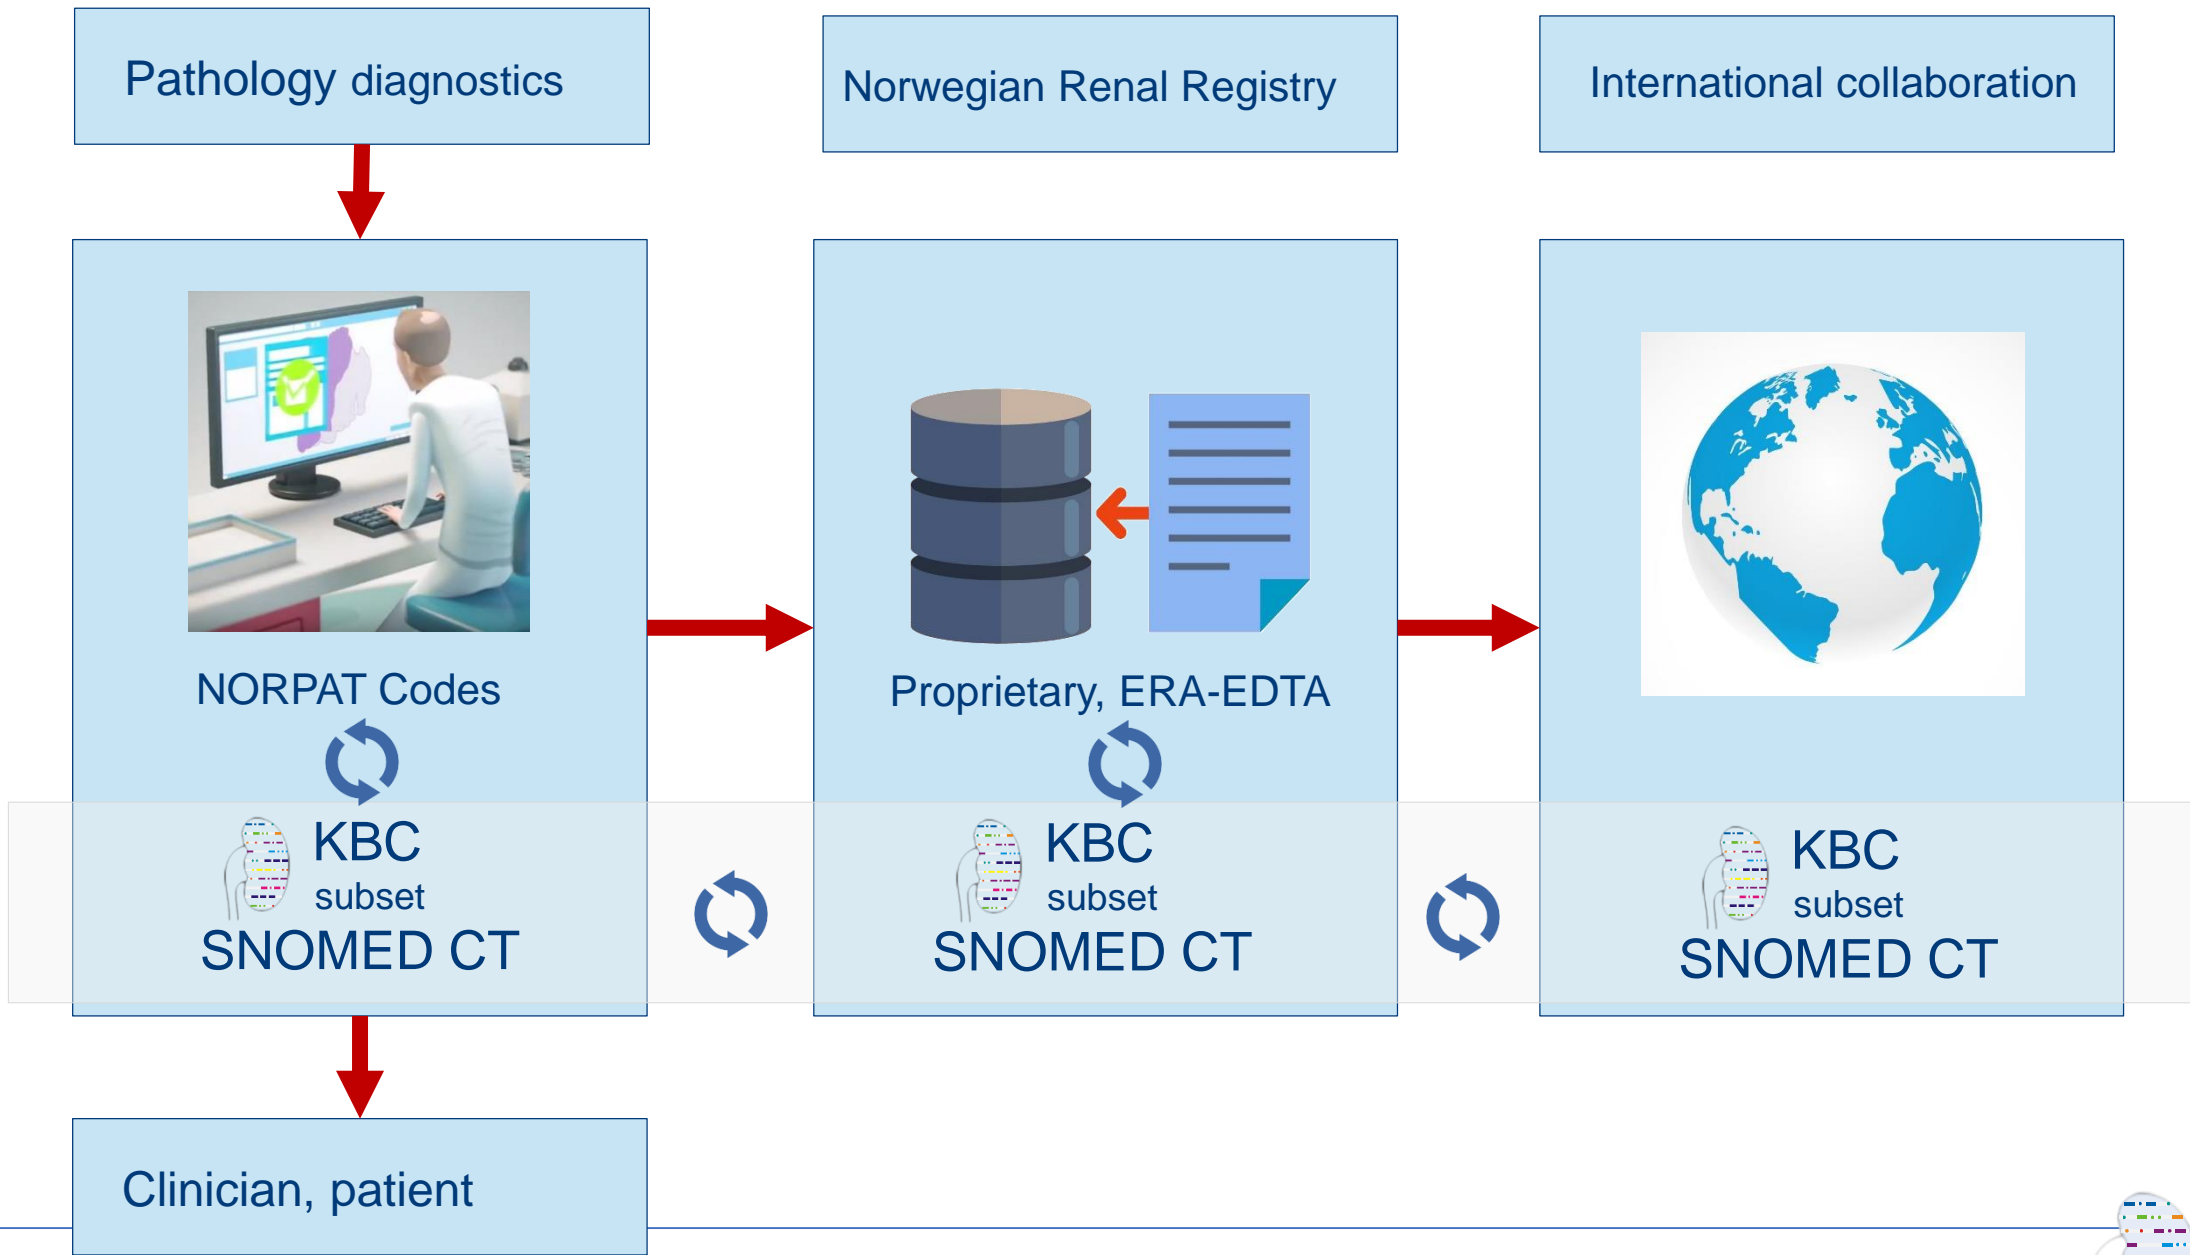 Pathology diagnostics
Norwegian Renal Registry
International collaboration
NORPAT Codes
Proprietary, ERA-EDTA
KBC
subset
SNOMED CT
KBC
subset
SNOMED CT
KBC
subset
SNOMED CT
Clinician, patient